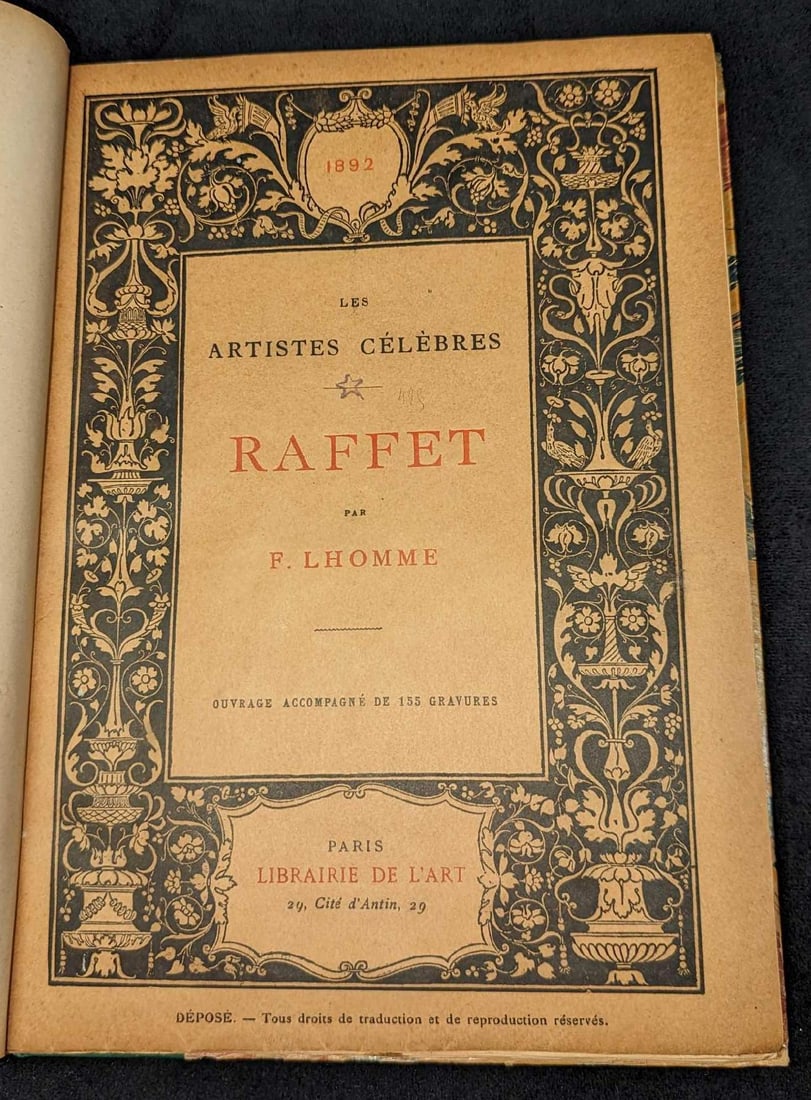 1892
LES
ARTISTES CÉLÈBRES
RAFFET
PAR
F. LHOMME
OUVRAGE ACCOMPAGNÉ DE 155 GRAVURES
PARIS
LIBRAIRIE DE L'ART
29, Cité d'Antin, 29
DÉPOSÉ. — Tous droits de traduction et de reproduction réservés.